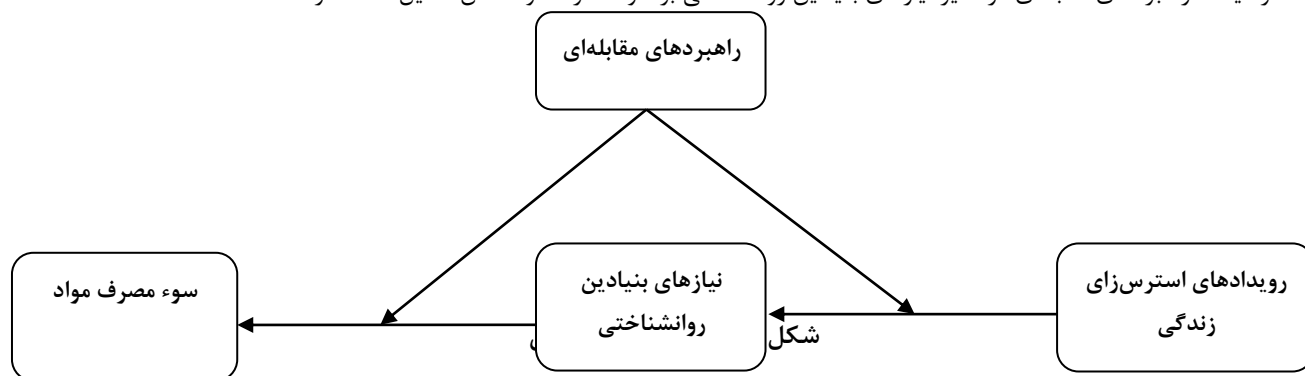 راهبردهای مقابله‌ای
رویدادهای استرس‌زای
زندگی
نیازهای بنیادین
روانشناختی
سوء مصرف مواد
شکل